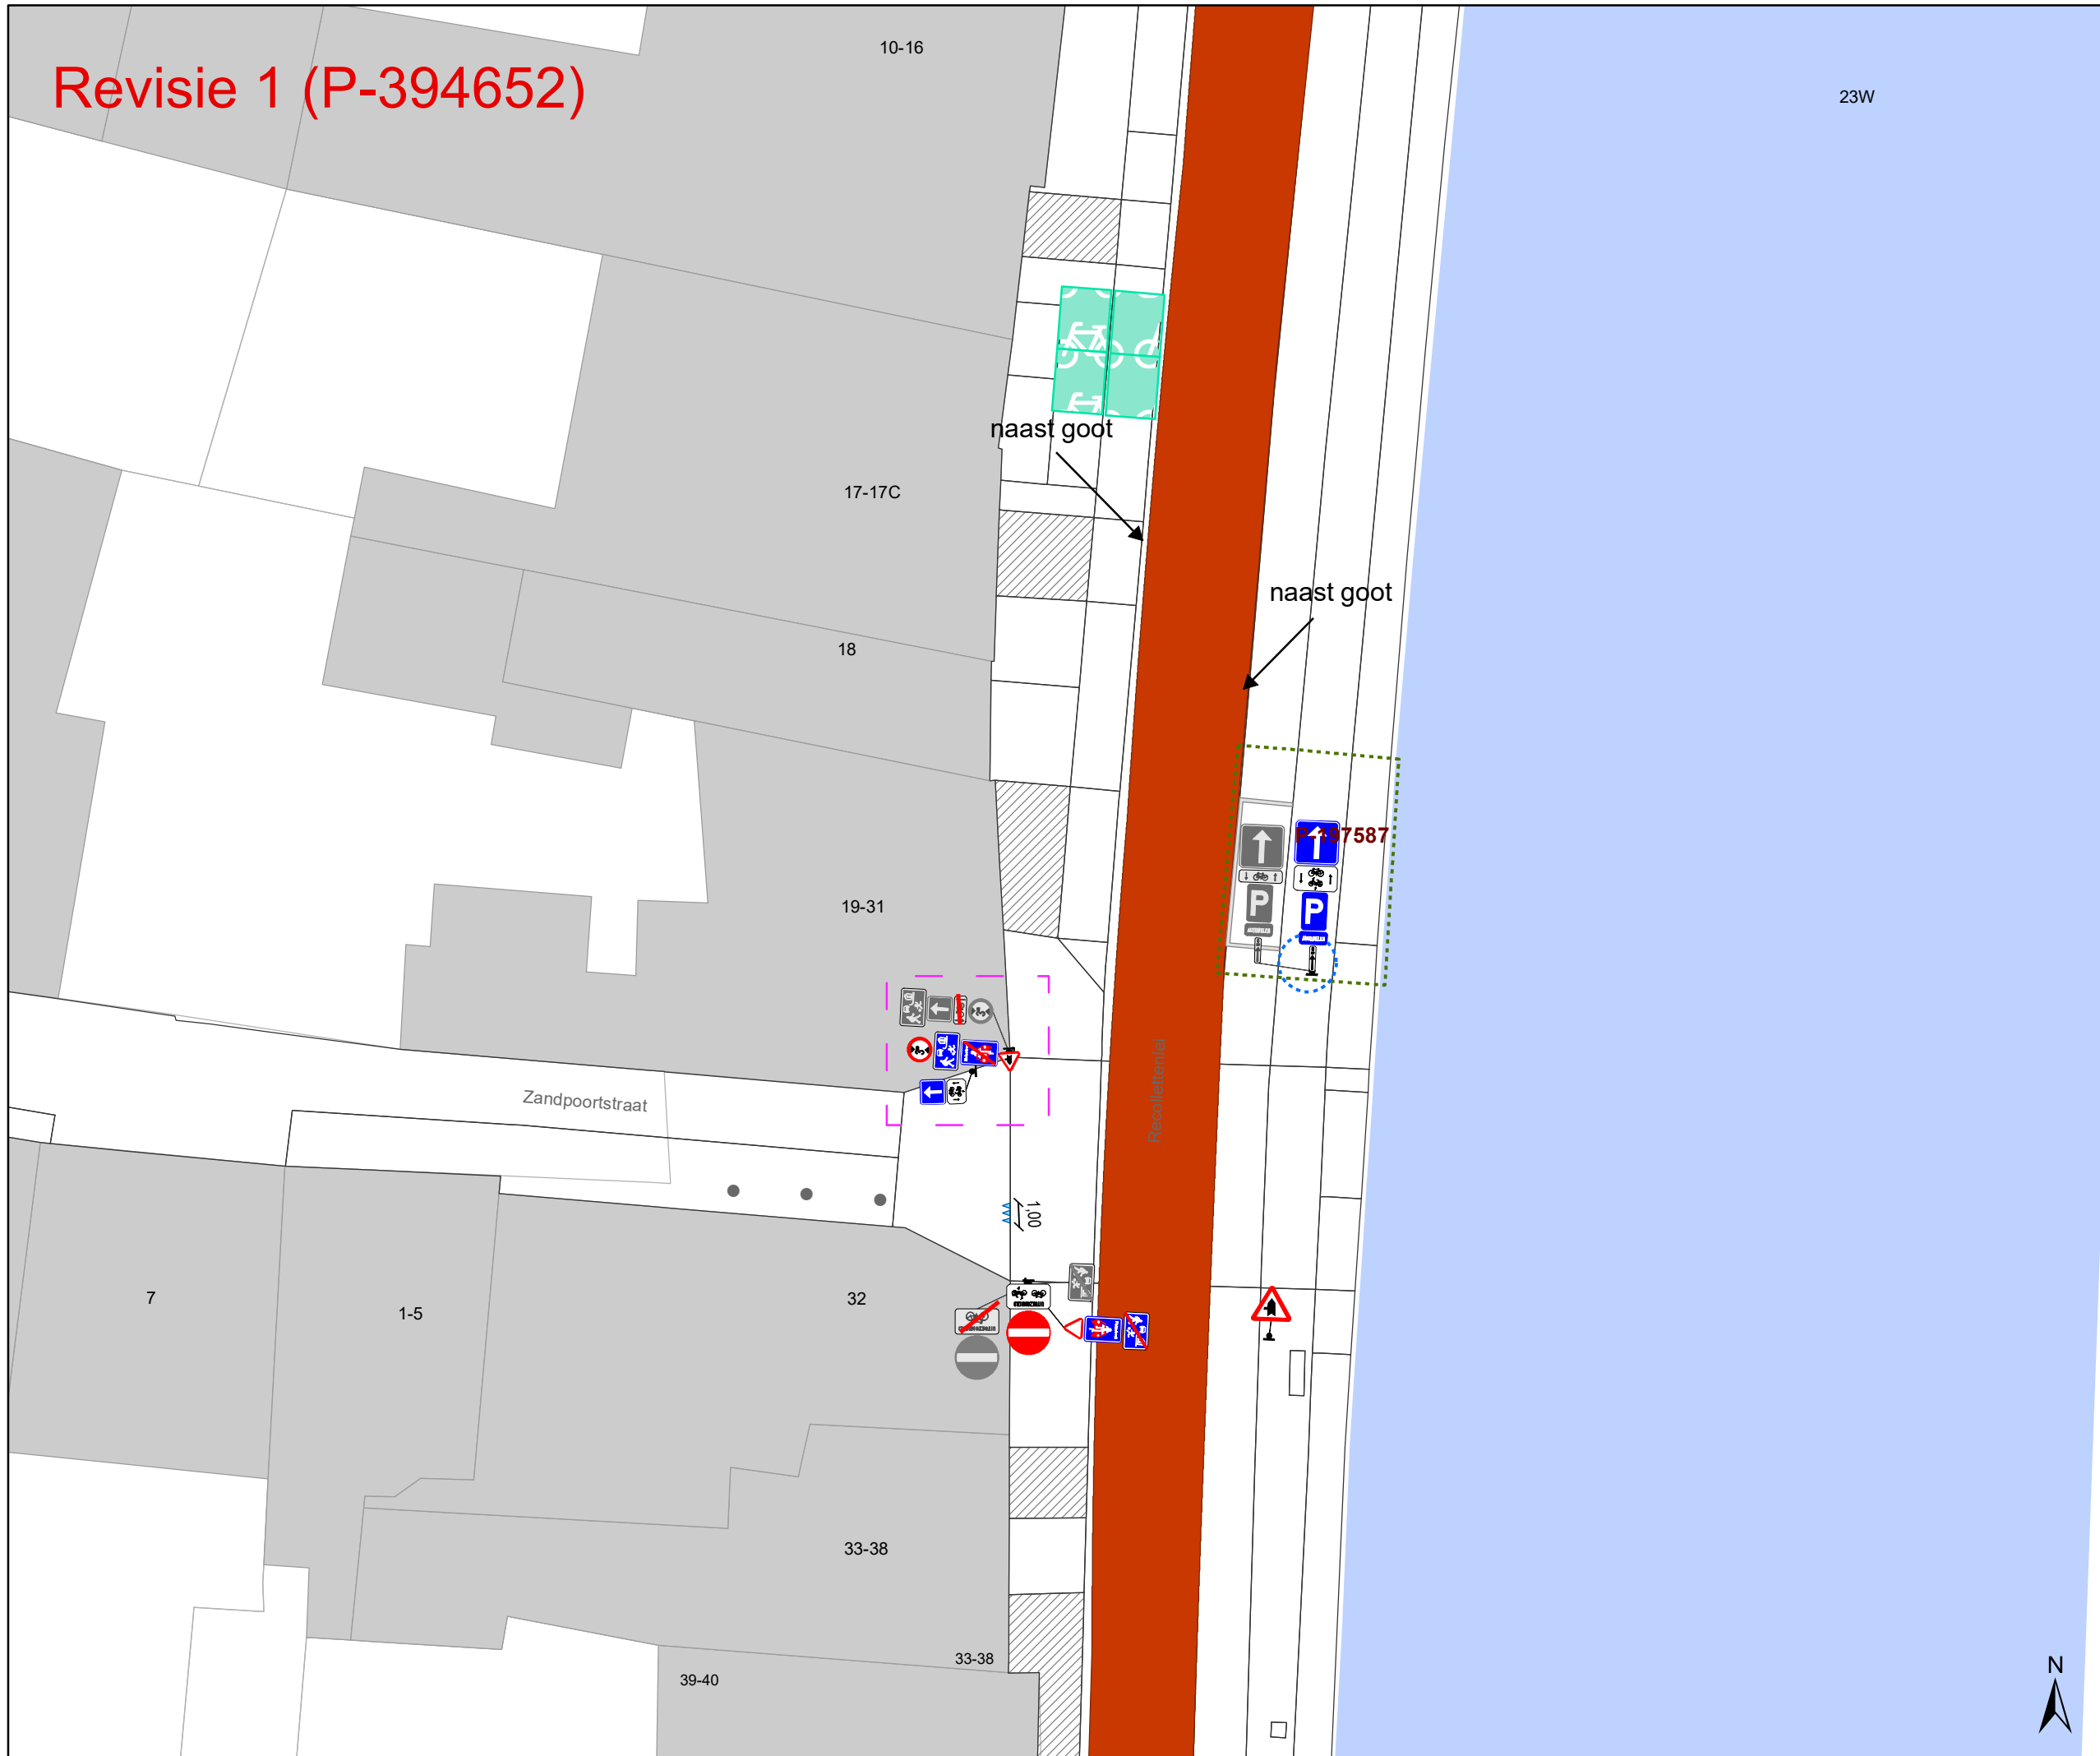 10-16
Revisie 1 (P-394652)
23W
naast goot
17-17C
naast goot
18
P-197587
P
P
19-31
Zandpoortstraat
Recollettenlei
1,00
7
1-5
32
33-38
33-38
39-40
N